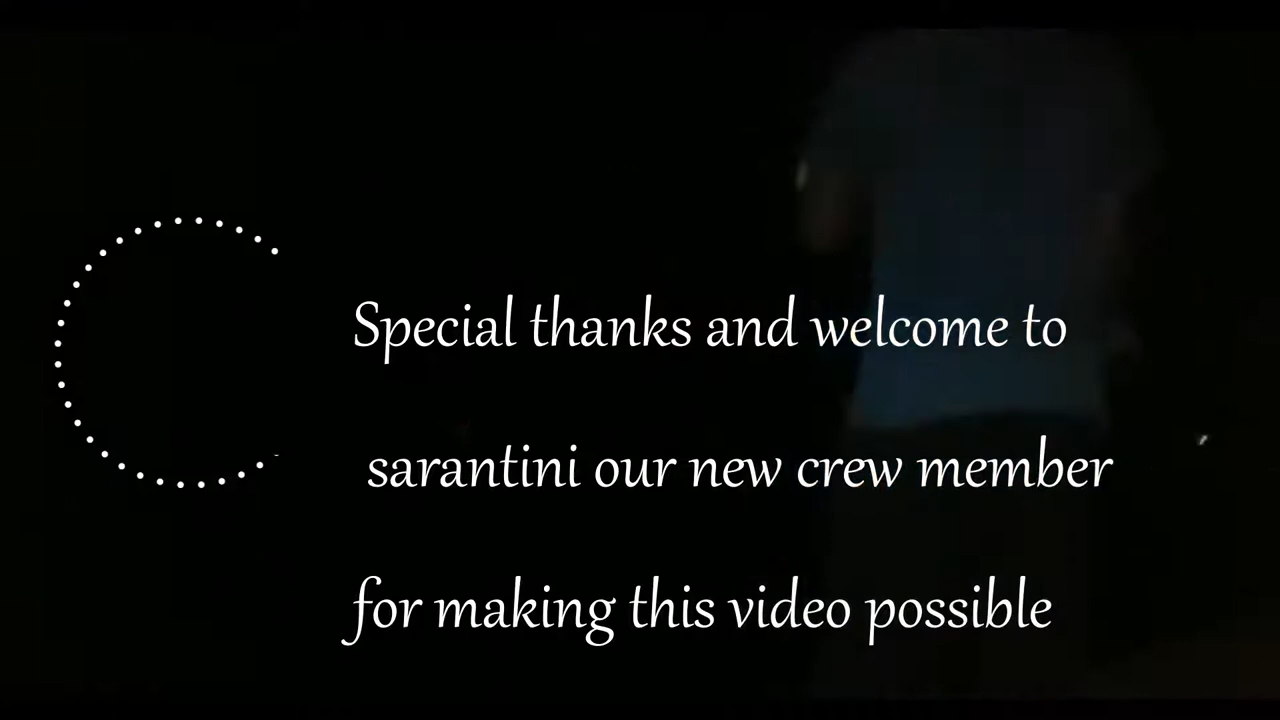 Special thanks and welcome to
sarantini our new crew member
for making this video possible